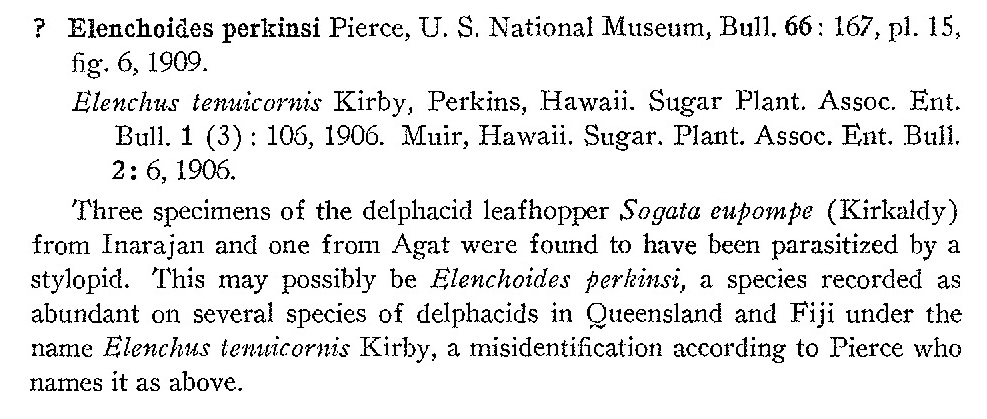 ? Elenchoides perkinsi Pierce, U. S. National Museum, Bull. 66: 167, pl. 15,
fig. 6, 1909.
Elenchus tenuicornis Kirby, Perkins, Hawaii. Sugar Plant. Assoc. Ent.
Bull. 1 (3) : 106, 1906. Muir, Hawaii. Sugar. Plant. Assoc. Ent. Bull.
2: 6, 1906.
Three specimens of the delphacid leafhopper Sogata eupompe (Kirkaldy)
from Inarajan and one from Agat were found to have been parasitized by a
stylopid. This may possibly be Elenchoides perkinsi, a species recorded as
abundant on several species of delphacids in Queensland and Fiji under the
name Elenchus tenuicornis Kirby, a misidentification according to Pierce who
names it as above.